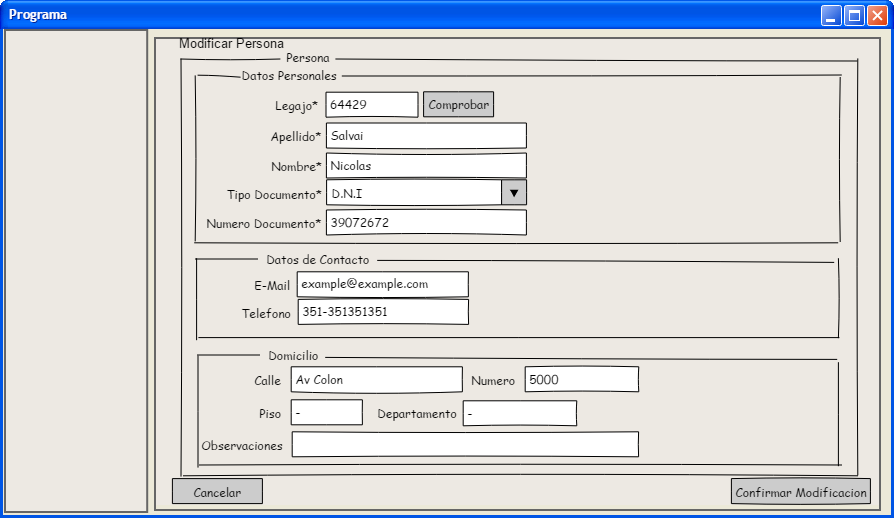 Programa
Modificar Persona
Persona
Datos Personales
Legajo* 64429 Comprobar
Apellido* Salvai
Nombre* Nicolas
Tipo Documento* D.N.I
Numero Documento* 39072672
Datos de Contacto
E-Mail example@example.com
Telefono 351-351351351
Domicilio
Calle Av Colon Numero 5000
Piso - Departamento -
Observaciones
Cancelar Confirmar Modificacion